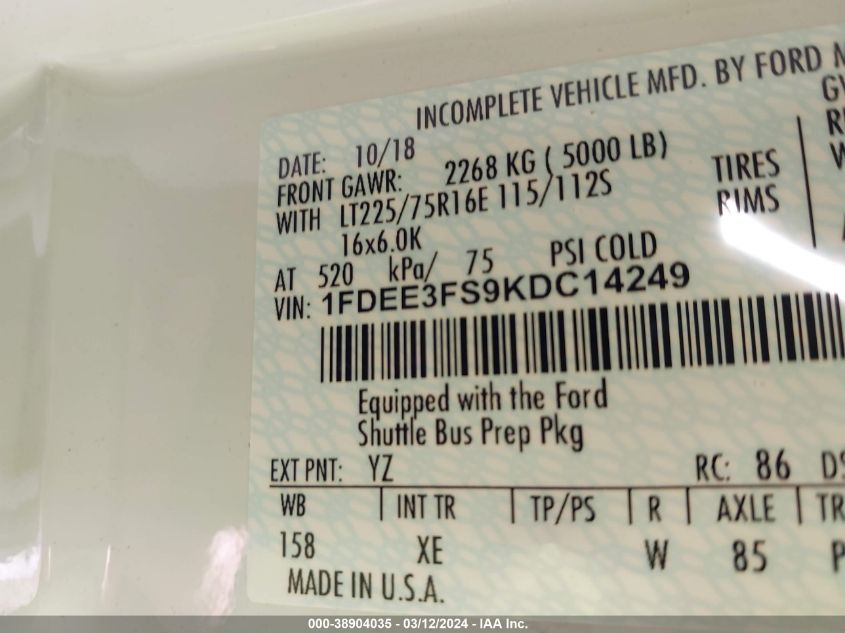 INCOMPLETE VEHICLE MFD. BY FORD
DATE: 10/18
FRONT GAWR: 2268 KG ( 5000 LB)
WITH LT225/75R16E 115/112S TIRES
16x6.0K RIMS
AT 520 kPa/ 75 PSI COLD
VIN: 1FDEE3FS9KDC14249
Equipped with the Ford
Shuttle Bus Prep Pkg
EXT PNT: YZ RC: 86
WB INT TR TP/PS R AXLE TR
158 XE W 85
MADE IN U.S.A.
000-38904035 - 03/12/2024 - IAA Inc.